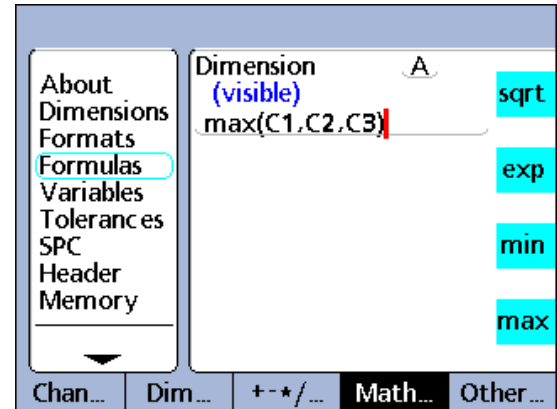 About
Dimensions
Formats
Formulas
Variables
Tolerances
SPC
Header
Memory
Dimension A
(visible)
max(C1,C2,C3)
sqrt
exp
min
max
Chan... Dim... +-*/... Math... Other...